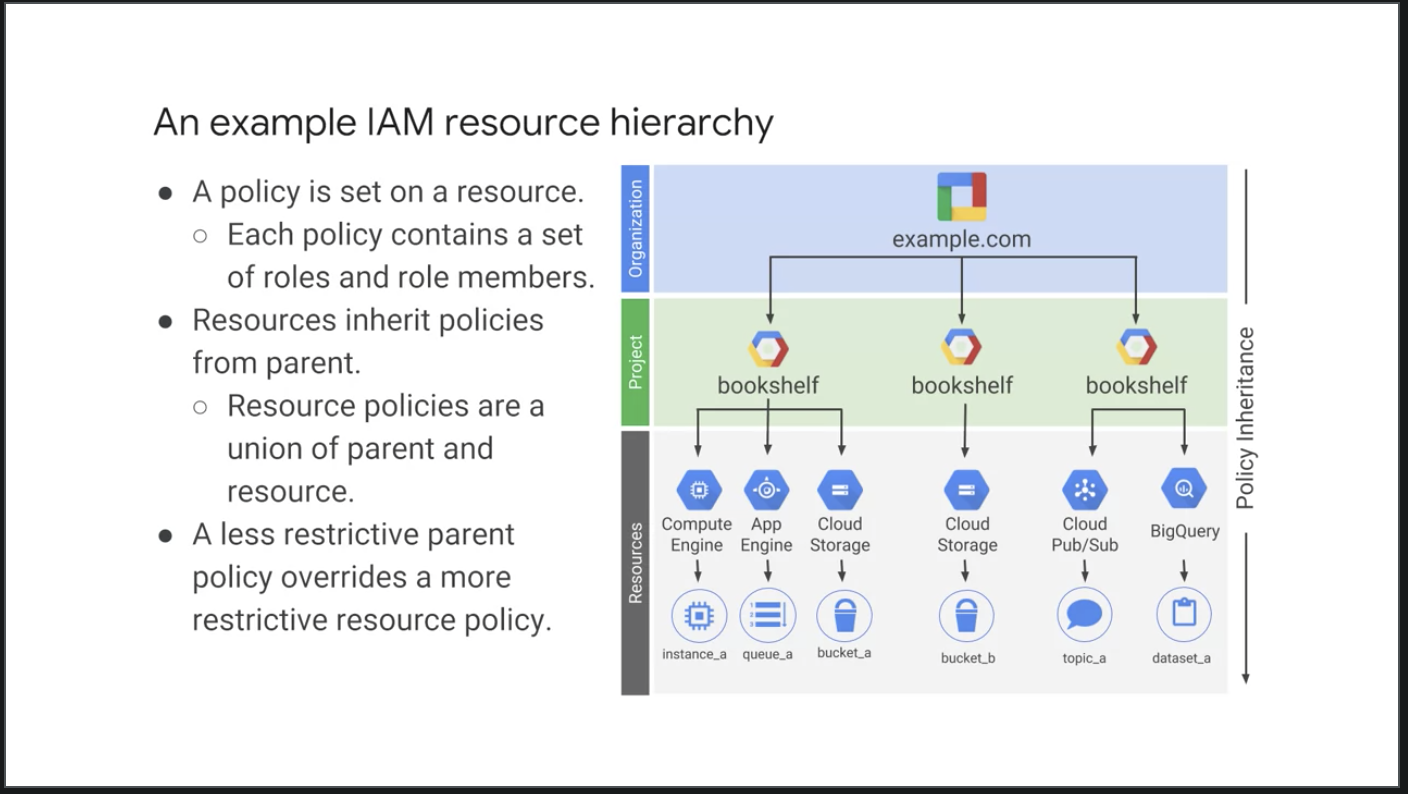 An example IAM resource hierarchy
● A policy is set on a resource.
○ Each policy contains a set
of roles and role members.
● Resources inherit policies
from parent.
○ Resource policies are a
union of parent and
resource.
● A less restrictive parent
policy overrides a more
restrictive resource policy.
Organization
example.com
Project
bookshelf
bookshelf
bookshelf
Resources
Compute
Engine
App
Engine
Cloud
Storage
Cloud
Storage
Cloud
Pub/Sub
BigQuery
1
2
3
instance_a
queue_a
bucket_a
bucket_b
topic_a
dataset_a
Policy Inheritance